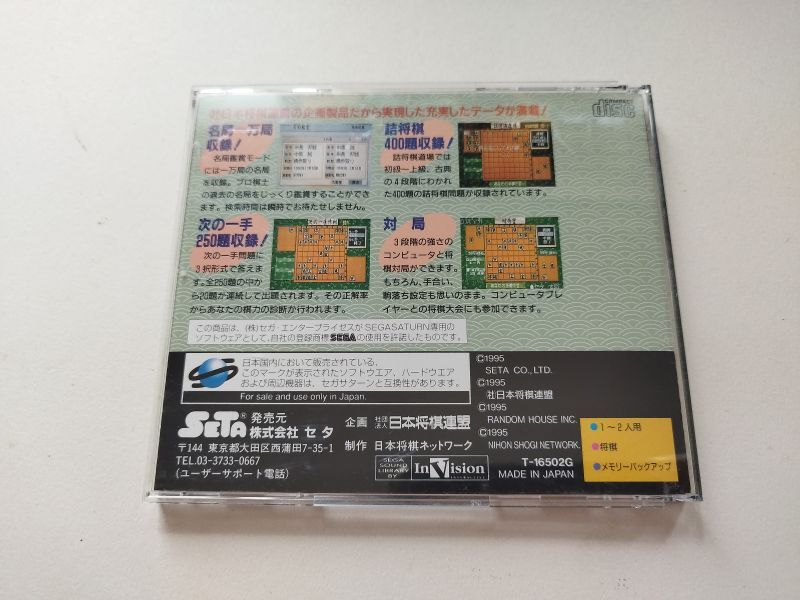 社日本将棋連盟の企画製品だから実現した充実したデータが満載!
COMPACT
disc
名局一万局
収録!
名局鑑賞モード
には一万局の名局
を収録。プロ棋士
の過去の名局をじっくり鑑賞することができ
ます。検索時間は瞬時でお待たせしません。
詰将棋
400題収録!
詰将棋道場では
初級〜上級、古典
の4段階にわかれ
た400題の詰将棋問題が収録されています。
次の一手
250題収録!
次の一手問題に
3択形式で答えま
す。全250題の中か
ら20題が連続して出題されます。その正解率
からあなたの棋力の診断が行われます。
対局
3段階の強さの
コンピュータと将
棋対局ができます。
もちろん、手合い、
駒落ち設定も思いのまま。コンピュータプレ
イヤーとの将棋大会にも参加できます。
この商品は、(株)セガ・エンタープライゼスが SEGASATURN専用の
ソフトウェアとして、自社の登録商標SEGAの使用を許諾したものです。
日本国内において販売されている、
このマークが表示されたソフトウエア、ハードウエア
および周辺機器は、セガサターンと互換性があります。
For sale and use only in Japan.
SETA® 発売元
株式会社 セタ
〒144 東京都大田区西蒲田7-35-1
TEL.03-3733-0667
(ユーザーサポート電話)
企画 社団法人 日本将棋連盟
制作 日本将棋ネットワーク
SEGA
SOUND
LIBRARY
BY
InVision
INTERACTIVE
©1995
SETA CO., LTD.
©1995
社日本将棋連盟
©1995
RANDOM HOUSE INC.
©1995
NIHON SHOGI NETWORK.
T-16502G
MADE IN JAPAN
1〜2人用
将棋
メモリーバックアップ